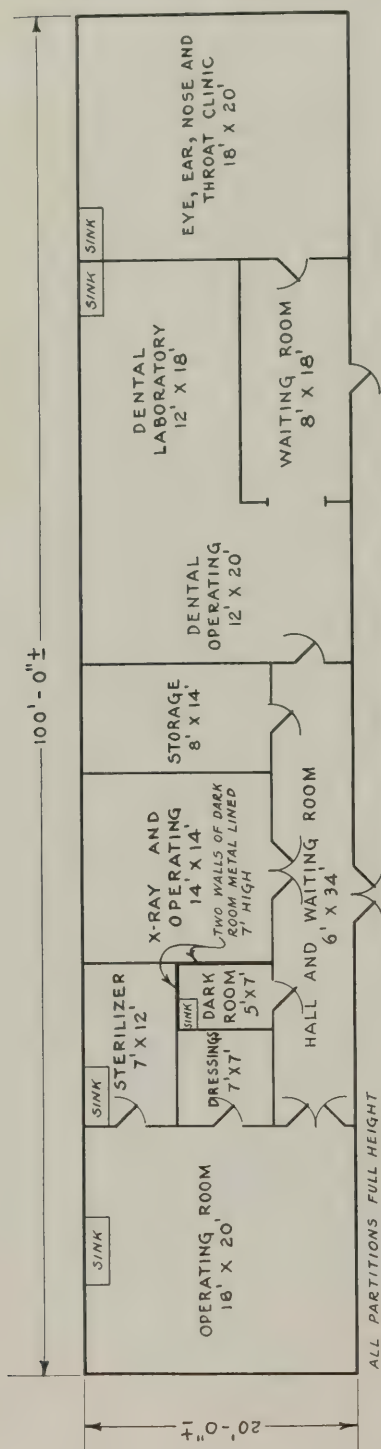 100'-0"±
20'-0"±
SINK
OPERATING ROOM
18' X 20'
SINK
STERILIZER
7' X 12'
DRESSINGS
7'X7'
SINK
DARK
ROOM
5'X7'
X-RAY AND
OPERATING
14' X 14'
TWO WALLS OF DARK
ROOM METAL LINED
7' HIGH
STORAGE
8' X 14'
HALL AND WAITING ROOM
6' X 34'
DENTAL
OPERATING
12' X 20'
DENTAL
LABORATORY
12' X 18'
SINK
SINK
WAITING ROOM
8' X 18'
EYE, EAR, NOSE AND
THROAT CLINIC
18' X 20'
ALL PARTITIONS FULL HEIGHT